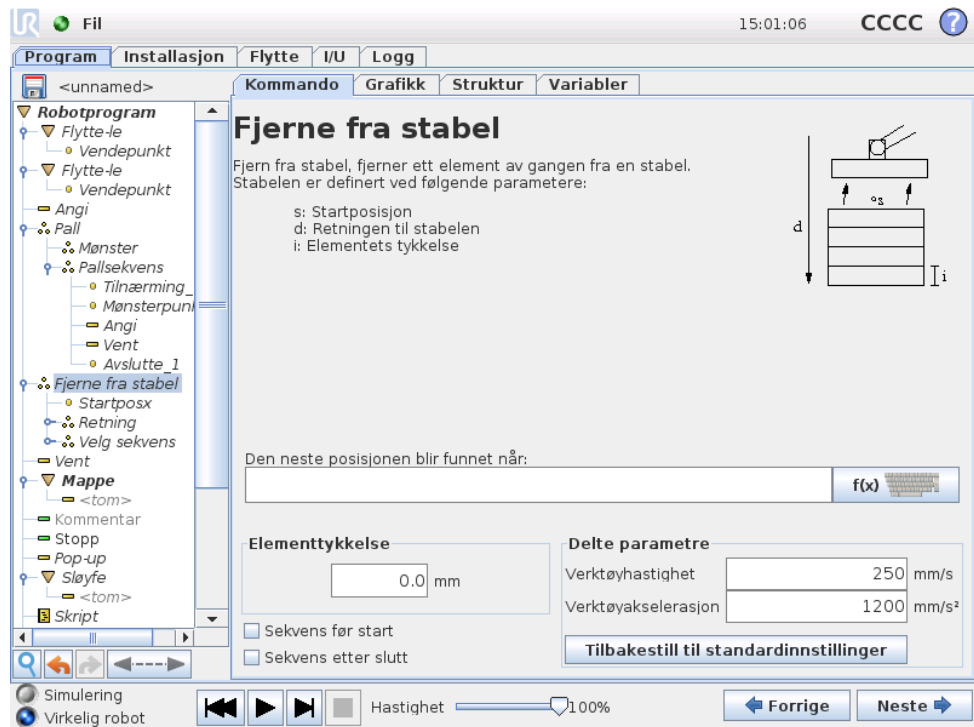 UR Fil 15:01:06 CCCC ?
Program Installasjon Flytte I/U Logg
<unnamed>
Kommando Grafikk Struktur Variabler
Robotprogram
Flytte-le
Vendepunkt
Flytte-le
Vendepunkt
Angi
Pall
Mønster
Pallsekvens
Tilnærming_
Mønsterpunl
Angi
Vent
Avslutte_1
Fjerne fra stabel
Startposx
Retning
Velg sekvens
Vent
Mappe
<tom>
Kommentar
Stopp
Pop-up
Sløyfe
<tom>
Skript
Fjerne fra stabel
Fjern fra stabel, fjerner ett element av gangen fra en stabel.
Stabelen er definert ved følgende parametere:
s: Startposisjon
d: Retningen til stabelen
i: Elementets tykkelse
s
d
i
Den neste posisjonen blir funnet når:
f(x)
Elementtykkelse
0.0 mm
Sekvens før start
Sekvens etter slutt
Delte parametre
Verktøyhastighet 250 mm/s
Verktøyakselerasjon 1200 mm/s²
Tilbakestill til standardinnstillinger
Simulering
Virkelig robot
Hastighet 100%
Forrige Neste